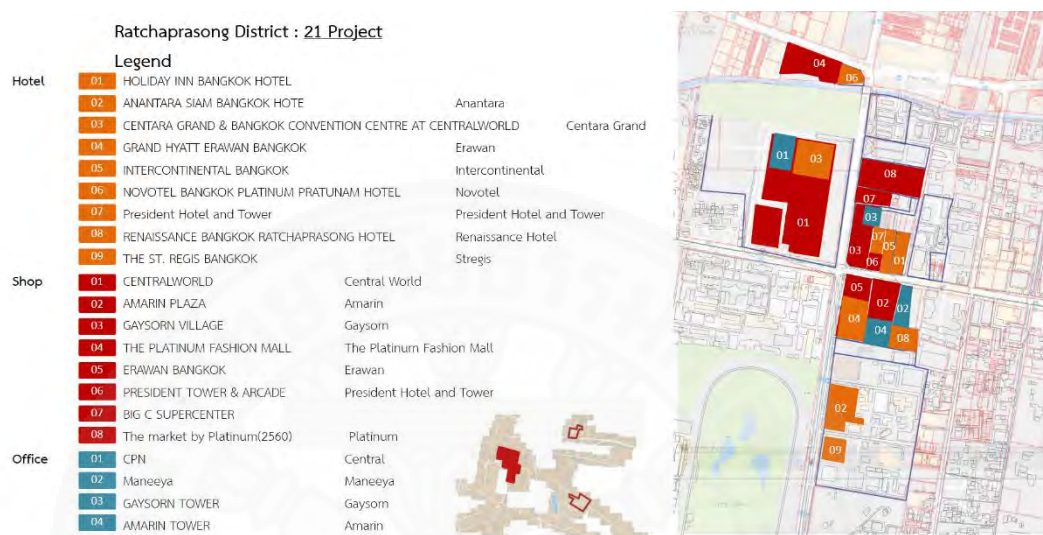 Ratchaprasong District : 21 Project
Legend
Hotel
01 HOLIDAY INN BANGKOK HOTEL
02 ANANTARA SIAM BANGKOK HOTE Anantara
03 CENTARA GRAND & BANGKOK CONVENTION CENTRE AT CENTRALWORLD Centara Grand
04 GRAND HYATT ERAWAN BANGKOK Erawan
05 INTERCONTINENTAL BANGKOK Intercontinental
06 NOVOTEL BANGKOK PLATINUM PRATUNAM HOTEL Novotel
07 President Hotel and Tower President Hotel and Tower
08 RENAISSANCE BANGKOK RATCHAPRASONG HOTEL Renaissance Hotel
09 THE ST. REGIS BANGKOK Stregis
Shop
01 CENTRALWORLD Central World
02 AMARIN PLAZA Amarin
03 GAYSORN VILLAGE Gaysorn
04 THE PLATINUM FASHION MALL The Platinum Fashion Mall
05 ERAWAN BANGKOK Erawan
06 PRESIDENT TOWER & ARCADE President Hotel and Tower
07 BIG C SUPERCENTER
08 The market by Platinum(2560) Platinum
Office
01 CPN Central
02 Maneeya Maneeya
03 GAYSORN TOWER Gaysorn
04 AMARIN TOWER Amarin
04
06
01
03
08
07
01
03
03
07
05
01
06
05
02
02
04
04
08
02
09